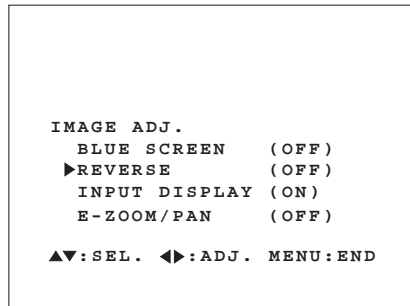 IMAGE ADJ.
BLUE SCREEN (OFF)
▶REVERSE (OFF)
INPUT DISPLAY (ON)
E-ZOOM/PAN (OFF)
▲▼:SEL. ◀▶:ADJ. MENU:END